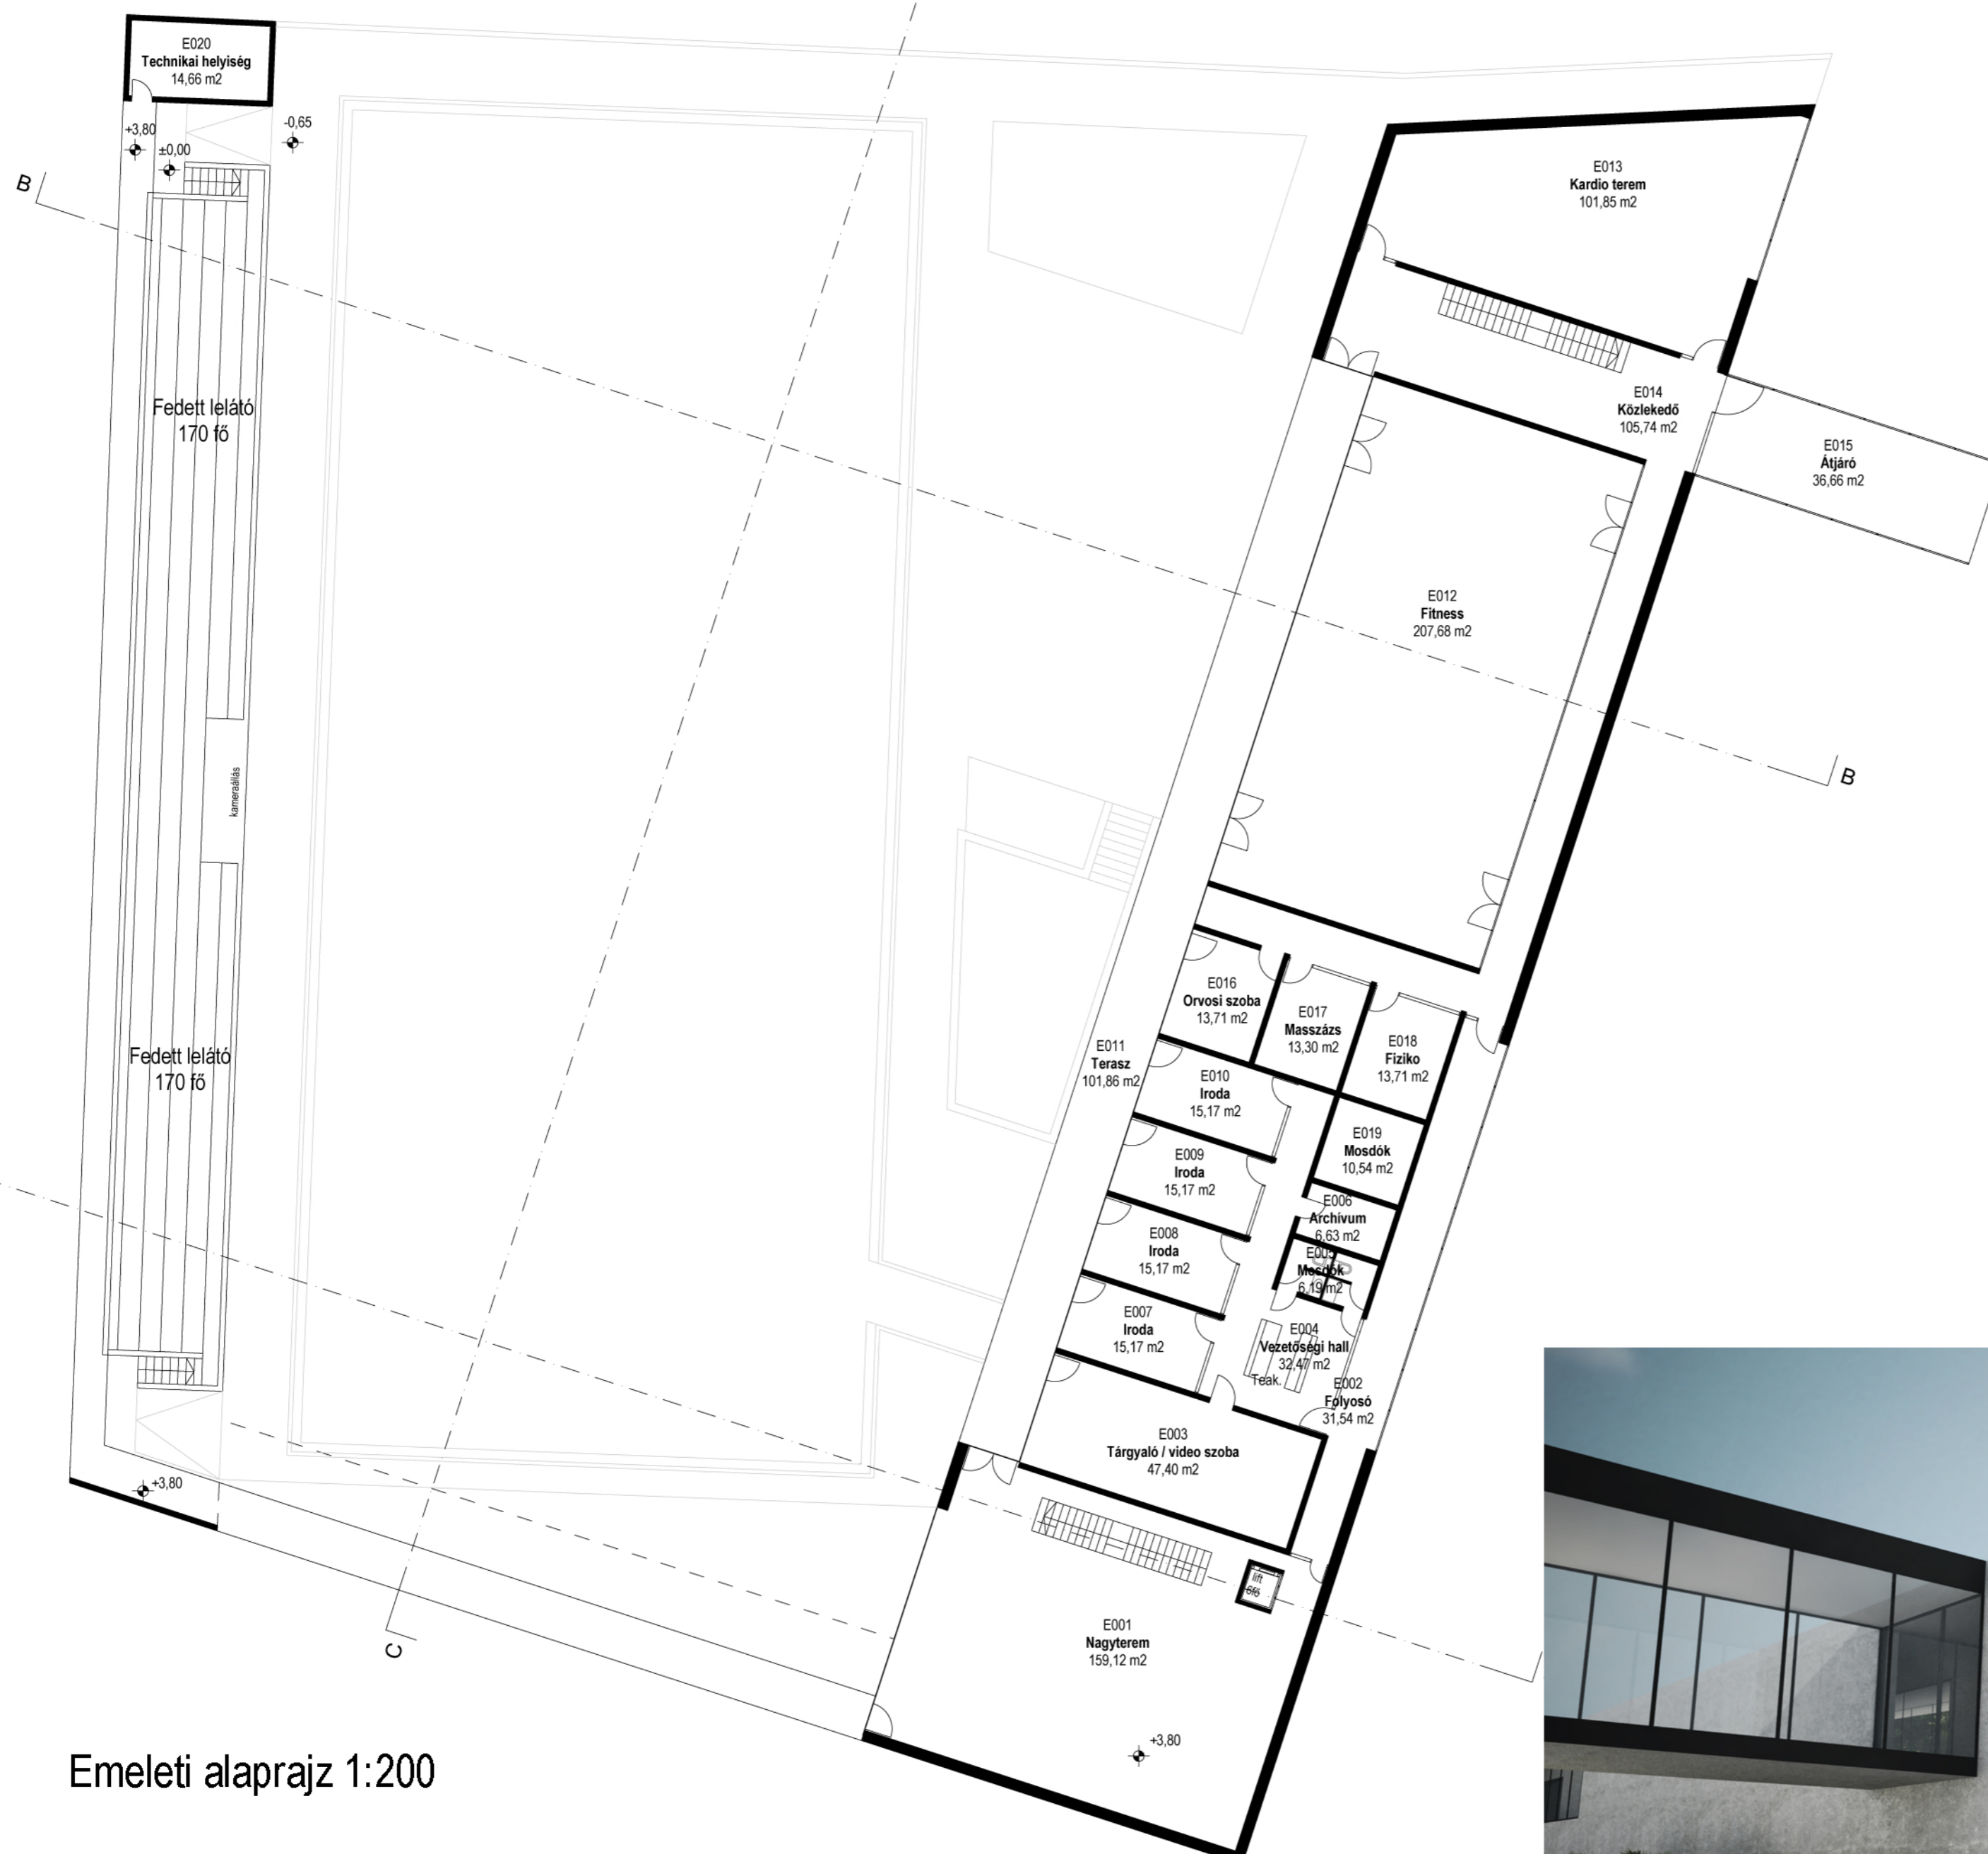 E020
Technikai helyiség
14,66 m2
+3,80
±0,00
-0,65
B
E013
Kardio terem
101,85 m2
Fedett lelátó
170 fő
E014
Közlekedő
105,74 m2
E015
Átjáró
36,66 m2
E012
Fitness
207,68 m2
B
kameraállás
E016
Orvosi szoba
13,71 m2
E017
Masszázs
13,30 m2
E018
Fiziko
13,71 m2
E011
Terasz
101,86 m2
Fedett lelátó
170 fő
E010
Iroda
15,17 m2
E019
Mosdók
10,54 m2
E009
Iroda
15,17 m2
E006
Archívum
6,63 m2
E008
Iroda
15,17 m2
E005
Mosdók
6,19 m2
E007
Iroda
15,17 m2
E004
Vezetőségi hall
32,47 m2
Teak.
E002
Folyosó
31,54 m2
E003
Tárgyaló / video szoba
47,40 m2
+3,80
lift
6fő
E001
Nagyterem
159,12 m2
C
+3,80
Emeleti alaprajz 1:200